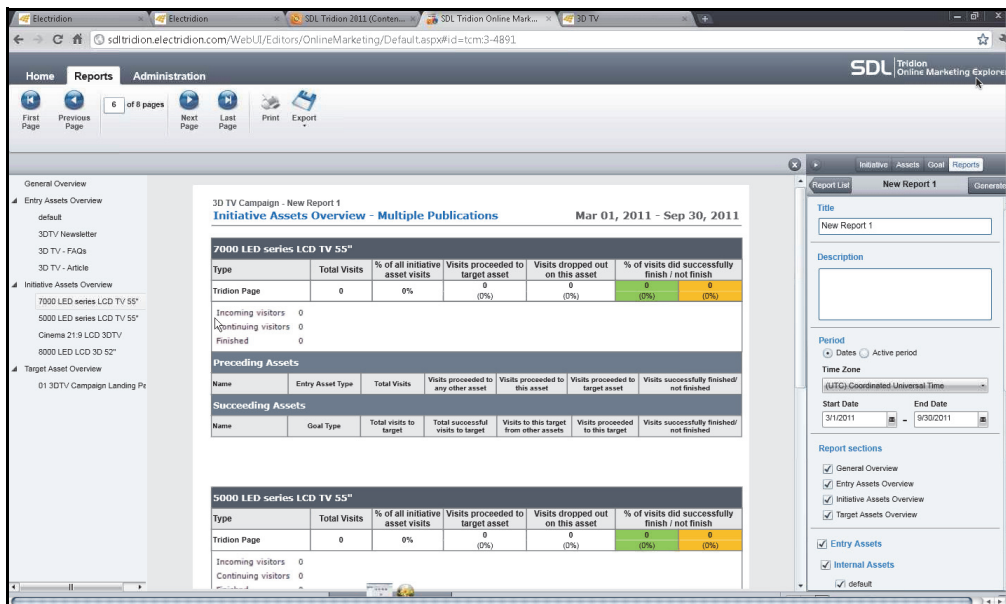 Electridion
Electridion
SDL Tridion 2011 (Conten...
SDL Tridion Online Mark...
3D TV
sdltridion.electridion.com/WebUI/Editors/OnlineMarketing/Default.aspx#id=tcm:3-4891
Home Reports Administration
SDL Tridion Online Marketing Explorer
First Page
Previous Page
6 of 8 pages
Next Page
Last Page
Print
Export
Initiative Assets Goal Reports
General Overview
Entry Assets Overview
default
3DTV Newsletter
3D TV - FAQs
3D TV - Article
Initiative Assets Overview
7000 LED series LCD TV 55"
5000 LED series LCD TV 55"
Cinema 21:9 LCD 3DTV
8000 LED LCD 3D 52"
Target Asset Overview
01 3DTV Campaign Landing Pa
3D TV Campaign - New Report 1
Initiative Assets Overview - Multiple Publications Mar 01, 2011 - Sep 30, 2011
7000 LED series LCD TV 55"
Type Total Visits % of all initiative asset visits Visits proceeded to target asset Visits dropped out on this asset % of visits did successfully finish / not finish
Tridion Page 0 0% 0 (0%) 0 (0%) 0 (0%) 0 (0%)
Incoming visitors 0
Continuing visitors 0
Finished 0
Preceding Assets
Name Entry Asset Type Total Visits Visits proceeded to any other asset Visits proceeded to this asset Visits proceeded to target asset Visits successfully finished/ not finished
Succeeding Assets
Name Goal Type Total visits to target Total successful visits to target Visits to this target from other assets Visits proceeded to this target Visits successfully finished/ not finished
5000 LED series LCD TV 55"
Type Total Visits % of all initiative asset visits Visits proceeded to target asset Visits dropped out on this asset % of visits did successfully finish / not finish
Tridion Page 0 0% 0 (0%) 0 (0%) 0 (0%) 0 (0%)
Incoming visitors 0
Continuing visitors 0
Report List New Report 1 Generate
Title
New Report 1
Description
Period
Dates Active period
Time Zone
(UTC) Coordinated Universal Time
Start Date End Date
3/1/2011 - 9/30/2011
Report sections
General Overview
Entry Assets Overview
Initiative Assets Overview
Target Assets Overview
Entry Assets
Internal Assets
default